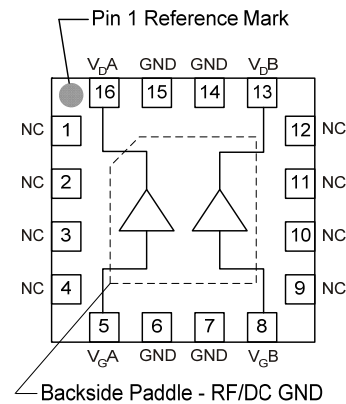 Pin 1 Reference Mark
VDA GND GND VDB
16 15 14 13
NC 1 12 NC
NC 2 11 NC
NC 3 10 NC
NC 4 9 NC
5 6 7 8
VGA GND GND VGB
Backside Paddle - RF/DC GND